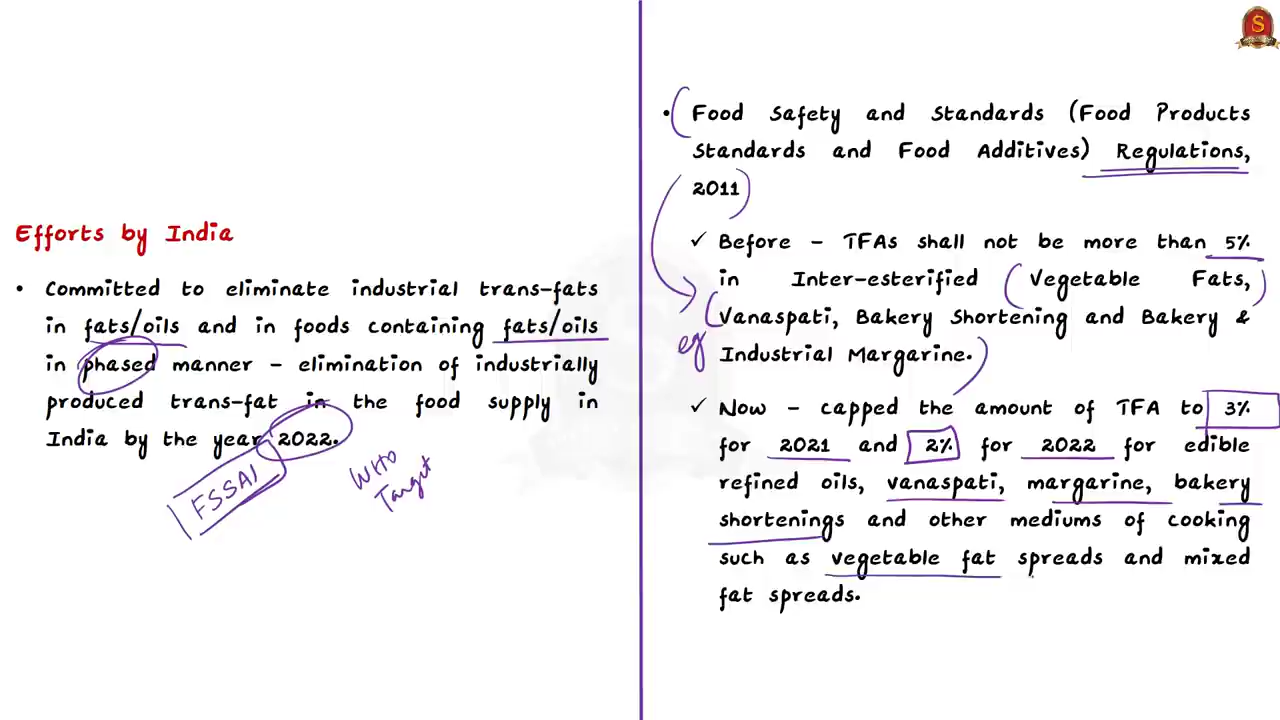 Efforts by India
• Committed to eliminate industrial trans-fats
in fats/oils and in foods containing fats/oils
in phased manner - elimination of industrially
produced trans-fat in the food supply in
India by the year 2022.
FSSAI
WHO
Target
S
• Food Safety and Standards (Food Products
Standards and Food Additives) Regulations,
2011
✓ Before - TFAs shall not be more than 5%
in Inter-esterified Vegetable Fats,
Vanaspati, Bakery Shortening and Bakery &
eg
Industrial Margarine.
✓ Now - capped the amount of TFA to 3%
for 2021 and 2% for 2022 for edible
refined oils, vanaspati, margarine, bakery
shortenings and other mediums of cooking
such as vegetable fat spreads and mixed
fat spreads.